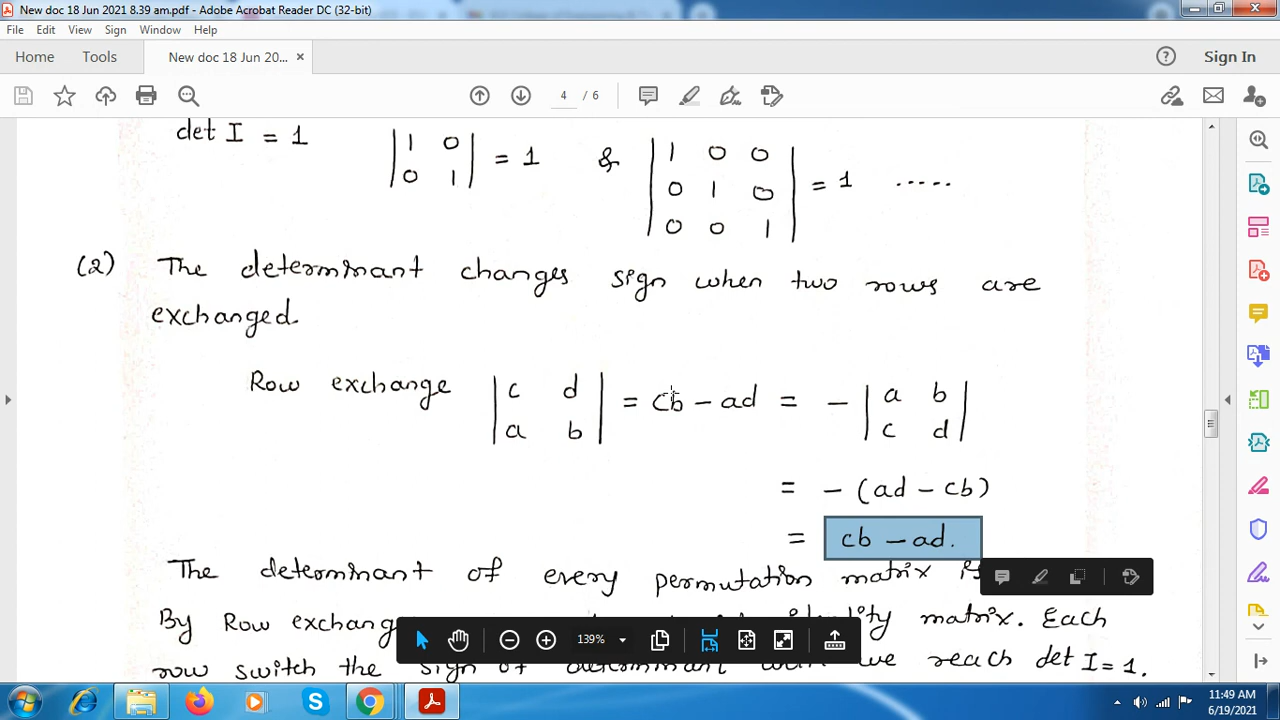 New doc 18 Jun 2021 8.39 am.pdf - Adobe Acrobat Reader DC (32-bit)
File Edit View Sign Window Help
Home Tools New doc 18 Jun 20... × Sign In
4 / 6
det I = 1 |1 0| = 1 & |1 0 0| = 1 .....
|0 1| |0 1 0|
|0 0 1|
(2) The determinant changes sign when two rows are
exchanged.
Row exchange |c d| = cb - ad = - |a b|
|a b| |c d|
= - (ad - cb)
= cb - ad.
The determinant of every permutation matrix
By Row exchang identity matrix. Each
row switch the sign of determinant we reach det I = 1.
139%
11:49 AM
6/19/2021